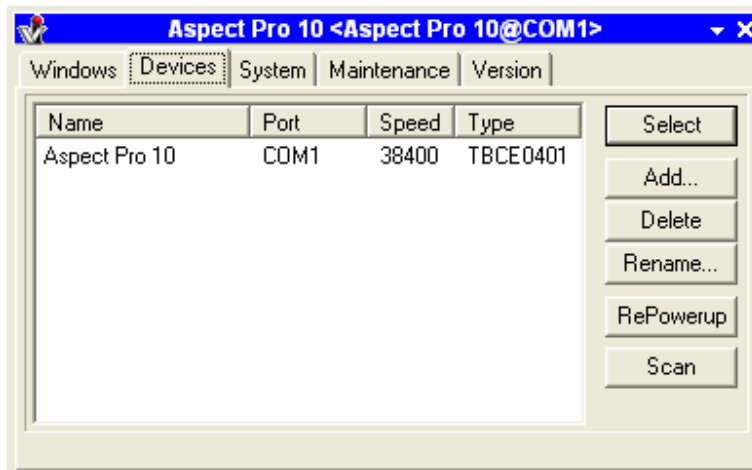 Aspect Pro 10 <Aspect Pro 10@COM1>
Windows Devices System Maintenance Version
Name Port Speed Type
Aspect Pro 10 COM1 38400 TBCE0401
Select
Add...
Delete
Rename...
RePowerup
Scan